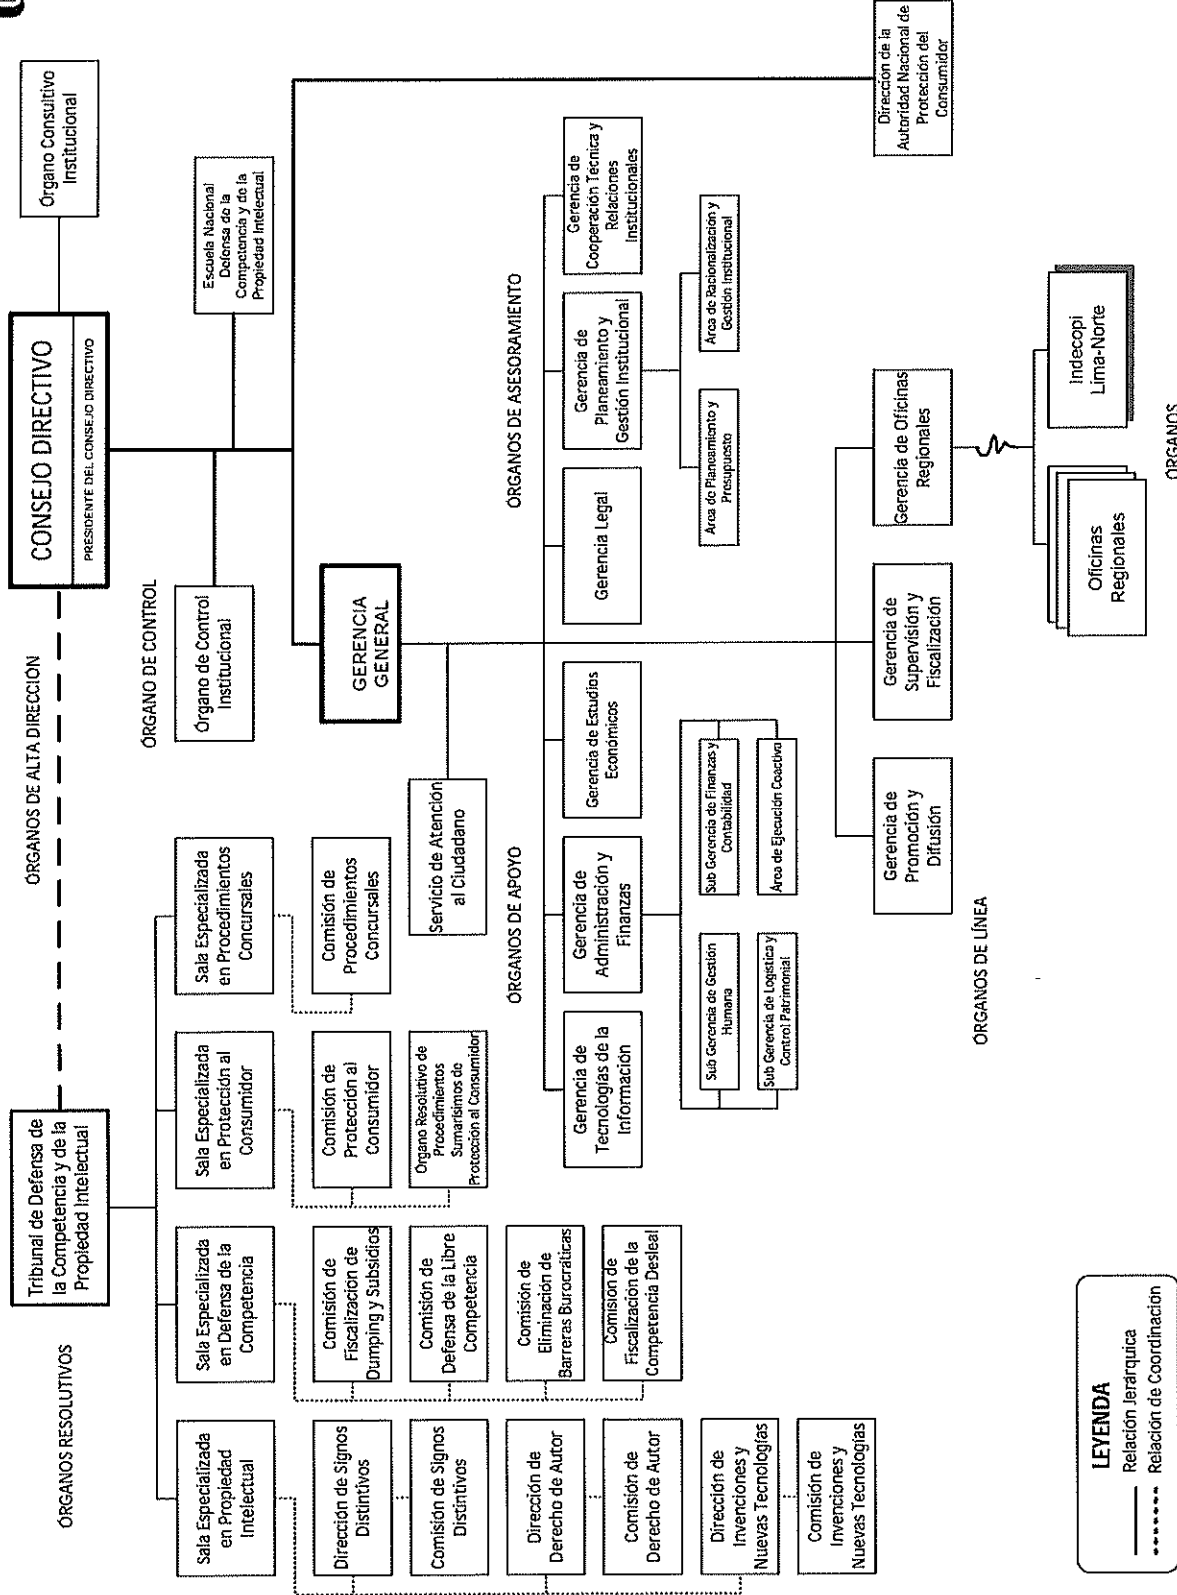 CONSEJO DIRECTIVO
PRESIDENTE DEL CONSEJO DIRECTIVO
Órgano Consultivo
Institucional
Tribunal de Defensa de
la Competencia y de la
Propiedad Intelectual
ÓRGANOS DE ALTA DIRECCIÓN
ÓRGANOS RESOLUTIVOS
ÓRGANO DE CONTROL
Órgano de Control
Institucional
Escuela Nacional
Defensa de la
Competencia y de la
Propiedad Intelectual
Sala Especializada
en Propiedad
Intelectual
Sala Especializada
en Defensa de la
Competencia
Sala Especializada
en Protección al
Consumidor
Sala Especializada
en Procedimientos
Concursales
Dirección de Signos
Distintivos
Comisión de Signos
Distintivos
Dirección de
Derecho de Autor
Comisión de
Derecho de Autor
Dirección de
Invenciones y
Nuevas Tecnologías
Comisión de
Invenciones y
Nuevas Tecnologías
Comisión de
Fiscalización de
Dumping y Subsidios
Comisión de
Defensa de la Libre
Competencia
Comisión de
Eliminación de
Barreras Burocráticas
Comisión de
Fiscalización de la
Competencia Desleal
Comisión de
Protección al
Consumidor
Órgano Resolutivo de
Procedimientos
Sumarísimos de
Protección al Consumidor
Comisión de
Procedimientos
Concursales
GERENCIA
GENERAL
Servicio de Atención
al Ciudadano
ÓRGANOS DE APOYO
ÓRGANOS DE ASESORAMIENTO
Gerencia de
Tecnologías de la
Información
Gerencia de
Administración y
Finanzas
Gerencia de Estudios
Económicos
Gerencia Legal
Gerencia de
Planeamiento y
Gestión Institucional
Gerencia de
Cooperación Técnica y
Relaciones
Institucionales
Sub Gerencia de Gestión
Humana
Sub Gerencia de Finanzas y
Contabilidad
Sub Gerencia de Logística y
Control Patrimonial
Área de Ejecución Coactiva
Área de Planeamiento y
Presupuesto
Área de Racionalización y
Gestión Institucional
Gerencia de
Promoción y
Difusión
Gerencia de
Supervisión y
Fiscalización
Gerencia de Oficinas
Regionales
Dirección de la
Autoridad Nacional de
Protección del
Consumidor
ÓRGANOS DE LÍNEA
Oficinas
Regionales
Indecopi
Lima-Norte
ÓRGANOS
LEYENDA
Relación Jerárquica
Relación de Coordinación